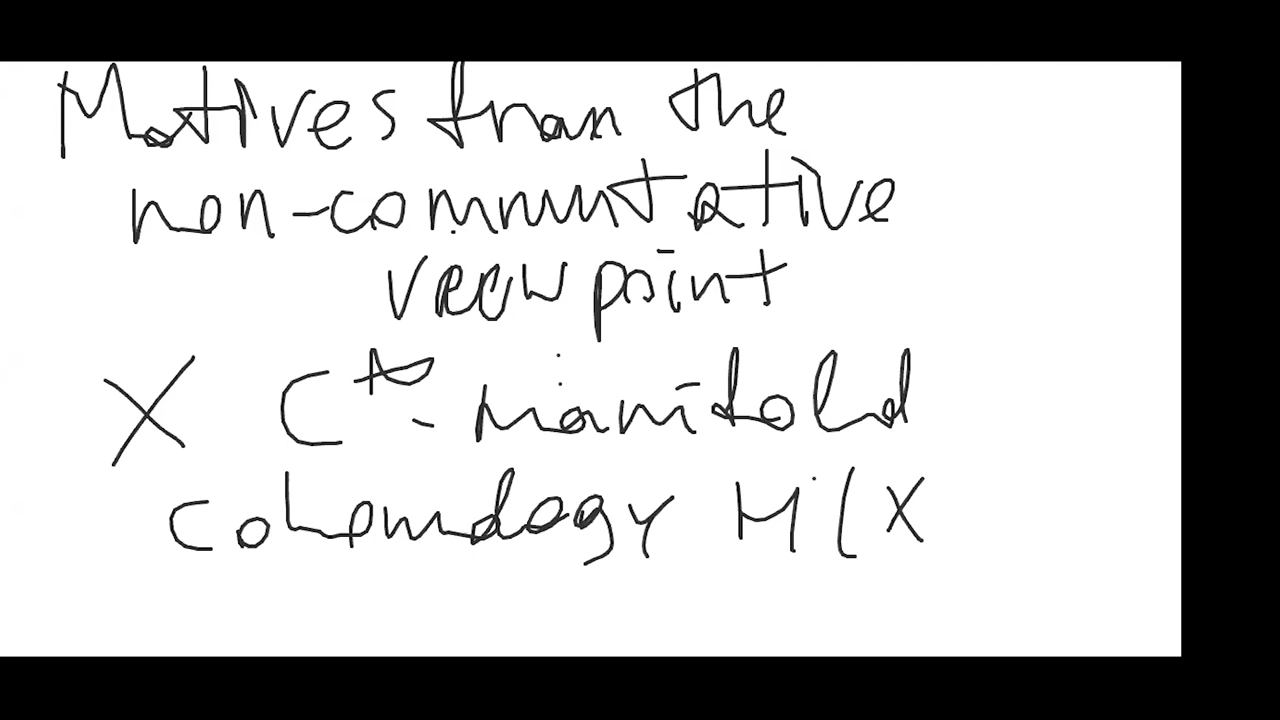 Motives from the
non-commutative
viewpoint
X C^∞-manifold
cohomology H˙(X